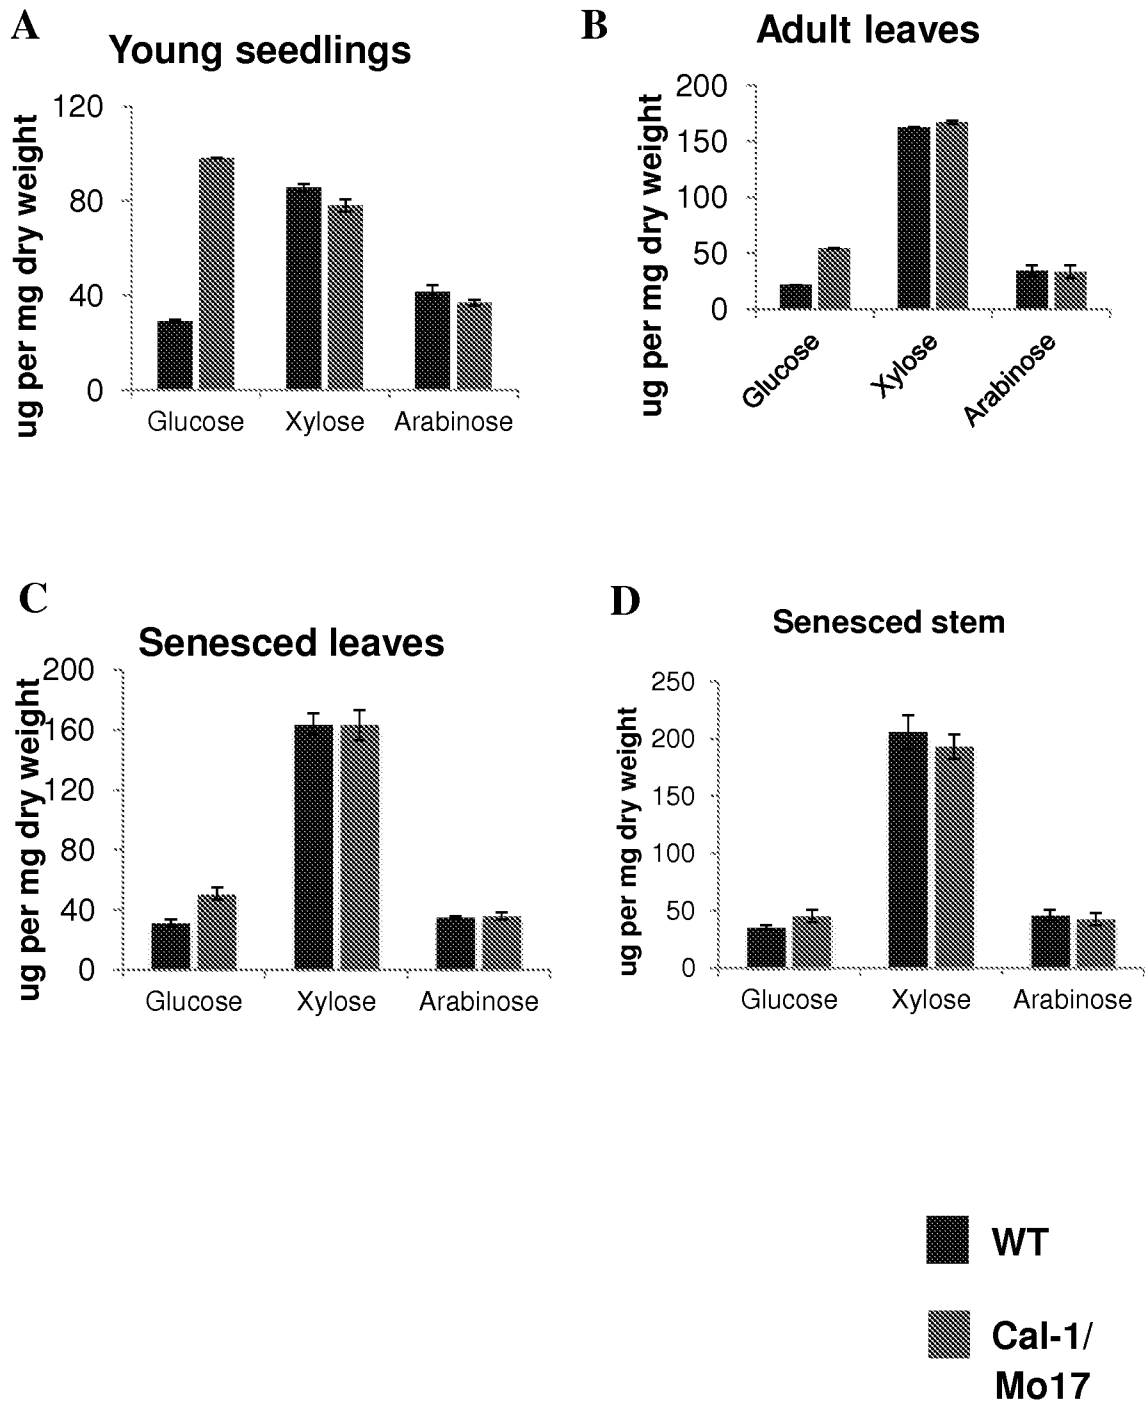 A
Young seedlings
ug per mg dry weight
120
80
40
0
Glucose Xylose Arabinose
B
Adult leaves
ug per mg dry weight
200
150
100
50
0
Glucose Xylose Arabinose
C
Senesced leaves
ug per mg dry weight
200
160
120
80
40
0
Glucose Xylose Arabinose
D
Senesced stem
ug per mg dry weight
250
200
150
100
50
0
Glucose Xylose Arabinose
WT
Cal-1/
Mo17